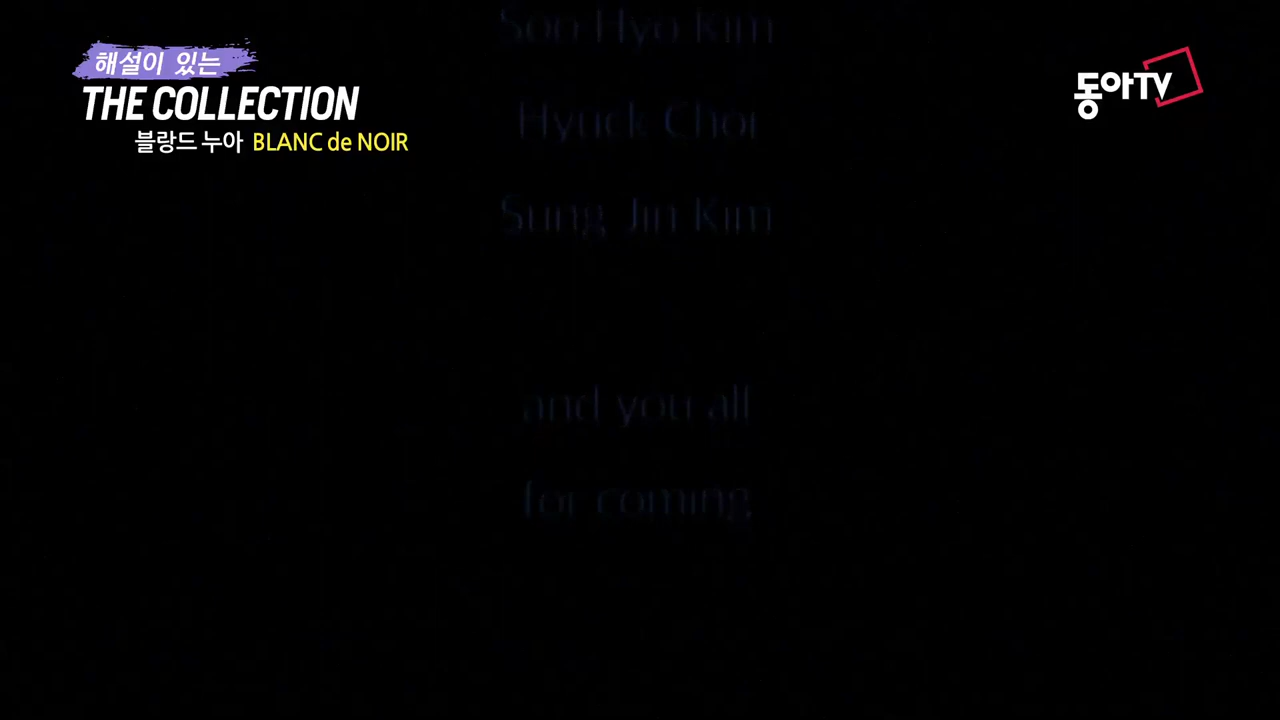 해설이 있는
THE COLLECTION
블랑드 누아 BLANC de NOIR
동아TV
Soo Hyo Kim
Hyuck Choi
Sung Jin Kim
and you all
for coming